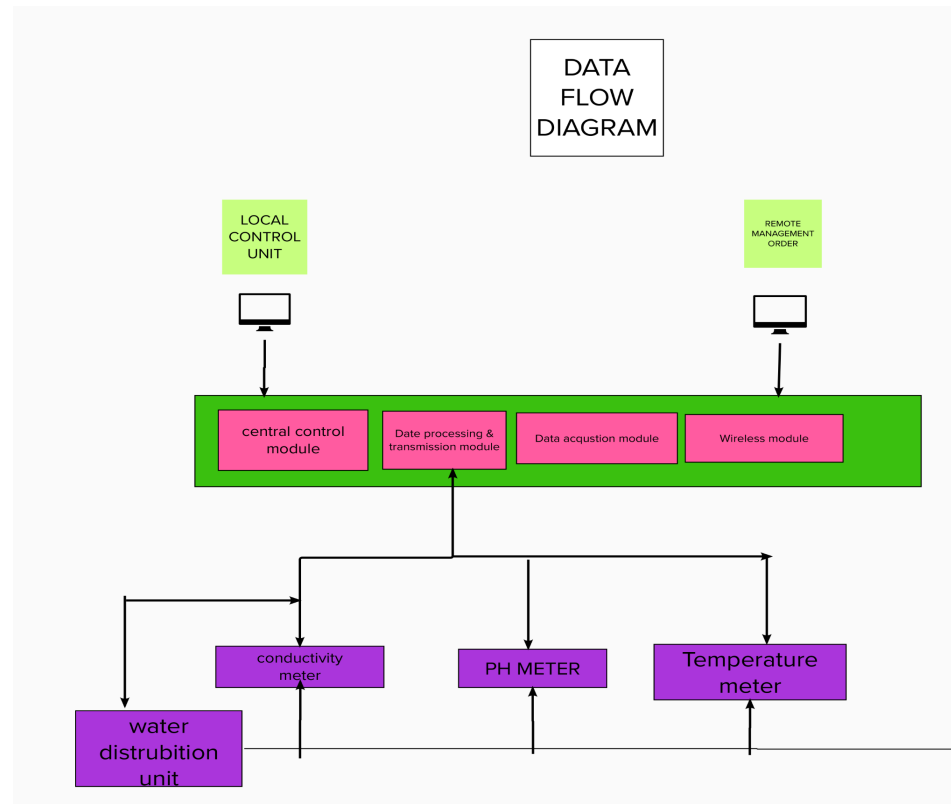 DATA
FLOW
DIAGRAM
LOCAL
CONTROL
UNIT
REMOTE
MANAGEMENT
ORDER
central control
module
Date processing &
transmission module
Data acqustion module
Wireless module
conductivity
meter
PH METER
Temperature
meter
water
distrubition
unit